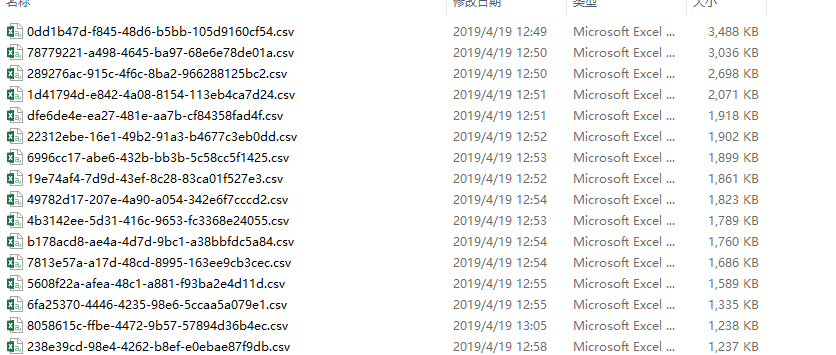 名称 修改日期 类型 大小
0dd1b47d-f845-48d6-b5bb-105d9160cf54.csv 2019/4/19 12:49 Microsoft Excel ... 3,488 KB
78779221-a498-4645-ba97-68e6e78de01a.csv 2019/4/19 12:50 Microsoft Excel ... 3,036 KB
289276ac-915c-4f6c-8ba2-966288125bc2.csv 2019/4/19 12:50 Microsoft Excel ... 2,698 KB
1d41794d-e842-4a08-8154-113eb4ca7d24.csv 2019/4/19 12:51 Microsoft Excel ... 2,071 KB
dfe6de4e-ea27-481e-aa7b-cf84358fad4f.csv 2019/4/19 12:51 Microsoft Excel ... 1,918 KB
22312ebe-16e1-49b2-91a3-b4677c3eb0dd.csv 2019/4/19 12:52 Microsoft Excel ... 1,902 KB
6996cc17-abe6-432b-bb3b-5c58cc5f1425.csv 2019/4/19 12:53 Microsoft Excel ... 1,899 KB
19e74af4-7d9d-43ef-8c28-83ca01f527e3.csv 2019/4/19 12:52 Microsoft Excel ... 1,861 KB
49782d17-207e-4a90-a054-342e6f7cccd2.csv 2019/4/19 12:54 Microsoft Excel ... 1,823 KB
4b3142ee-5d31-416c-9653-fc3368e24055.csv 2019/4/19 12:53 Microsoft Excel ... 1,789 KB
b178acd8-ae4a-4d7d-9bc1-a38bbfdc5a84.csv 2019/4/19 12:54 Microsoft Excel ... 1,760 KB
7813e57a-a17d-48cd-8995-163ee9cb3cec.csv 2019/4/19 12:54 Microsoft Excel ... 1,686 KB
5608f22a-afea-48c1-a881-f93ba2e4d11d.csv 2019/4/19 12:55 Microsoft Excel ... 1,589 KB
6fa25370-4446-4235-98e6-5ccaa5a079e1.csv 2019/4/19 12:55 Microsoft Excel ... 1,335 KB
8058615c-ffbe-4472-9b57-57894d36b4ec.csv 2019/4/19 13:05 Microsoft Excel ... 1,238 KB
238e39cd-98e4-4262-b8ef-e0ebae87f9db.csv 2019/4/19 12:58 Microsoft Excel ... 1,237 KB